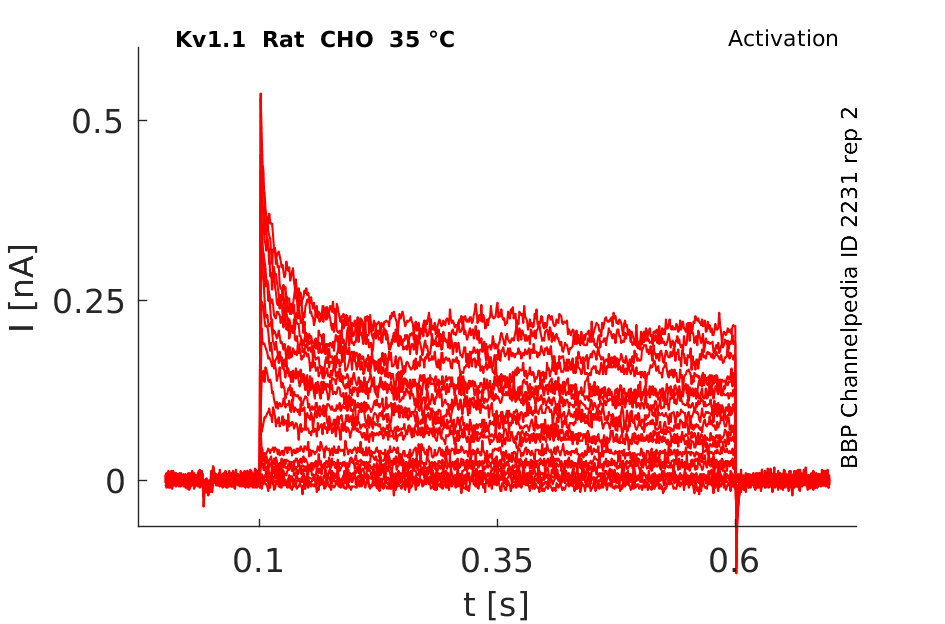 Kv1.1 Rat CHO 35 °C
Activation
0.5
0.25
0
I [nA]
0.1
0.35
0.6
t [s]
BBP Channelpedia ID 2231 rep 2